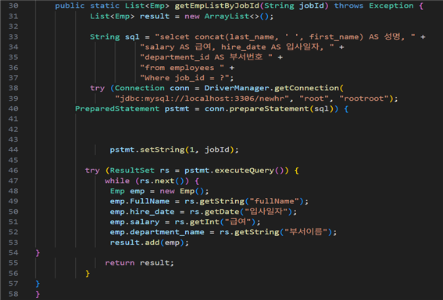 30 public static List<Emp> getEmpListByJobId(String jobId) throws Exception {
31 List<Emp> result = new ArrayList<>();
32
33 String sql = "selcet concat(last_name, ' ', first_name) AS 성명, " +
34 "salary AS 급여, hire_date AS 입사일자, " +
35 "department_id AS 부서번호 " +
36 "from employees " +
37 "Where job_id = ?";
38 try (Connection conn = DriverManager.getConnection(
39 "jdbc:mysql://localhost:3306/newhr", "root", "rootroot");
40 PreparedStatement pstmt = conn.prepareStatement(sql)) {
41
42
43
44 pstmt.setString(1, jobId);
45
46 try (ResultSet rs = pstmt.executeQuery()) {
47 while (rs.next()) {
48 Emp emp = new Emp();
49 emp.FullName = rs.getString("fullName");
50 emp.hire_date = rs.getDate("입사일자");
51 emp.salary = rs.getInt("급여");
52 emp.department_name = rs.getString("부서이름");
53 result.add(emp);
54 }
55 return result;
56 }
57 }
58 }